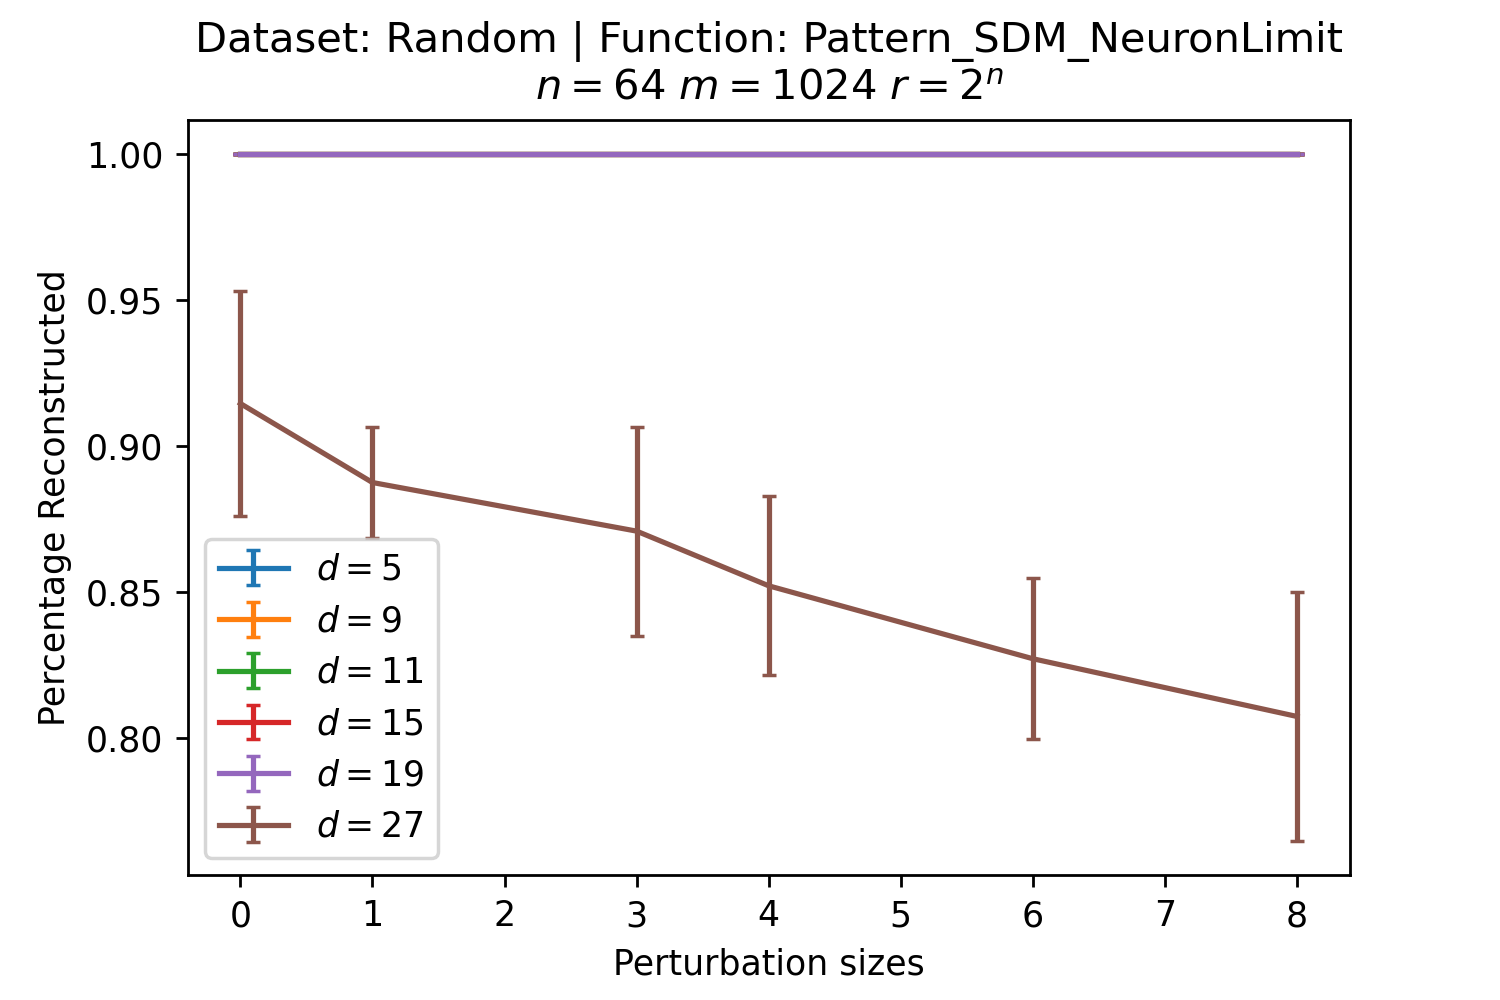 Dataset: Random | Function: Pattern_SDM_NeuronLimit
n = 64 m = 1024 r = 2ⁿ
Percentage Reconstructed
1.00
0.95
0.90
0.85
0.80
d = 5
d = 9
d = 11
d = 15
d = 19
d = 27
0 1 2 3 4 5 6 7 8
Perturbation sizes